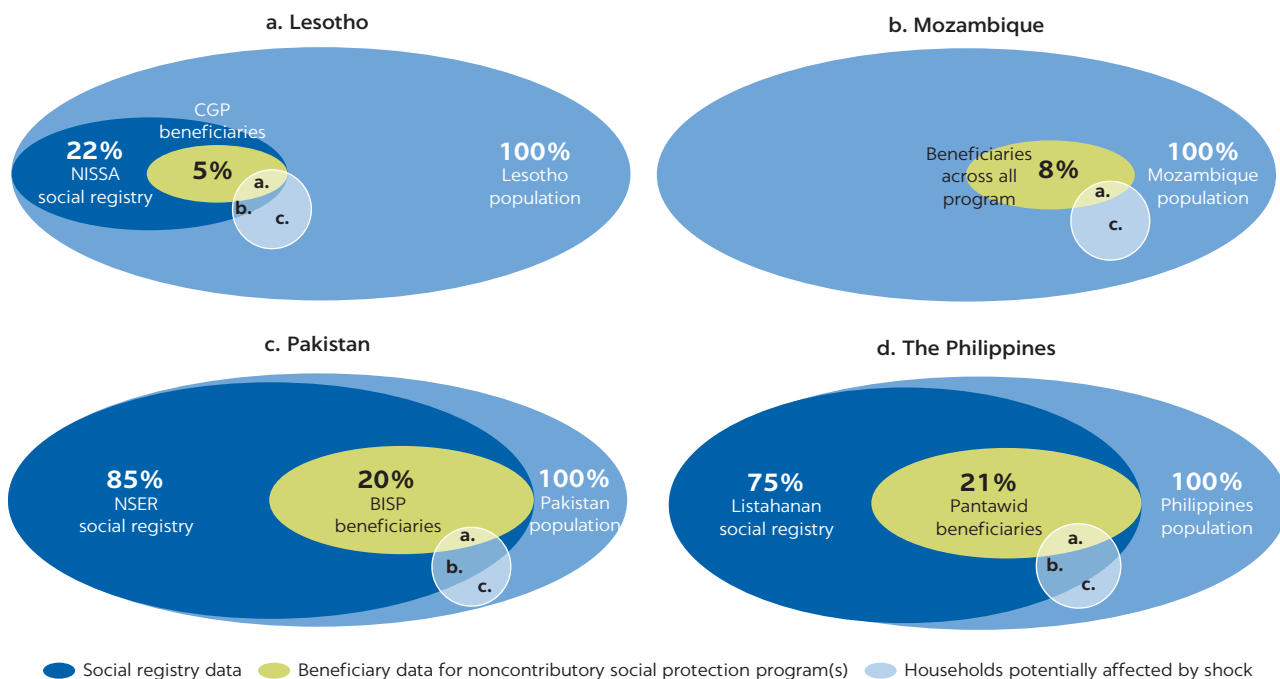 a. Lesotho
CGP
beneficiaries
22%
NISSA
social registry
5%
a.
b.
c.
100%
Lesotho
population
b. Mozambique
Beneficiaries
across all
program
8%
a.
c.
100%
Mozambique
population
c. Pakistan
85%
NSER
social registry
20%
BISP
beneficiaries
a.
b.
c.
100%
Pakistan
population
d. The Philippines
75%
Listahanan
social registry
21%
Pantawid
beneficiaries
a.
b.
c.
100%
Philippines
population
Social registry data
Beneficiary data for noncontributory social protection program(s)
Households potentially affected by shock